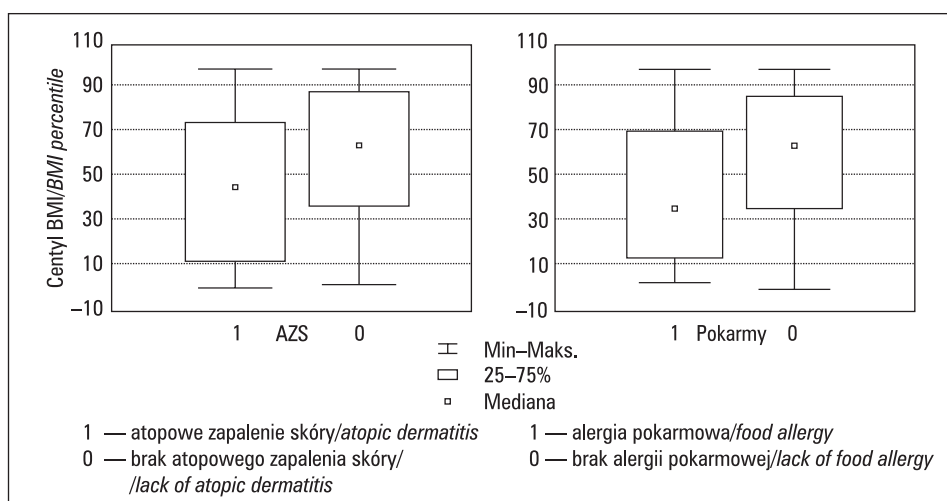 Centyl BMI/BMI percentile
110
90
70
50
30
10
–10
1 AZS 0
110
90
70
50
30
10
–10
1 Pokarmy 0
Min–Maks.
25–75%
Mediana
1 — atopowe zapalenie skóry/atopic dermatitis
0 — brak atopowego zapalenia skóry/
/lack of atopic dermatitis
1 — alergia pokarmowa/food allergy
0 — brak alergii pokarmowej/lack of food allergy